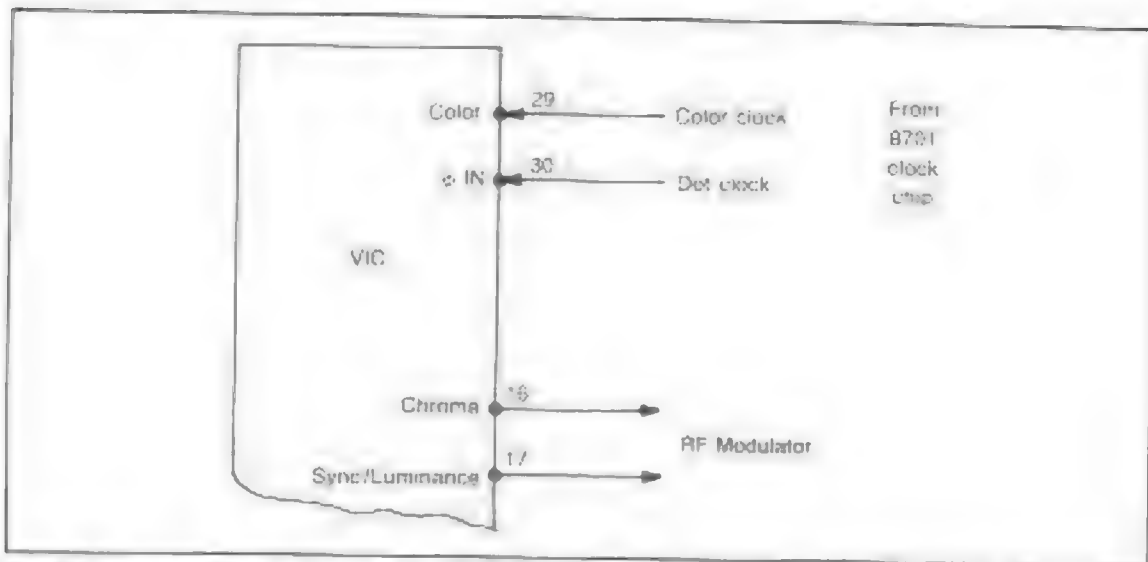 Color
29
Color clock
From
8701
clock
chip
φ IN
30
Dot clock
VIC
Chroma
16
RF Modulator
Sync/Luminance
17